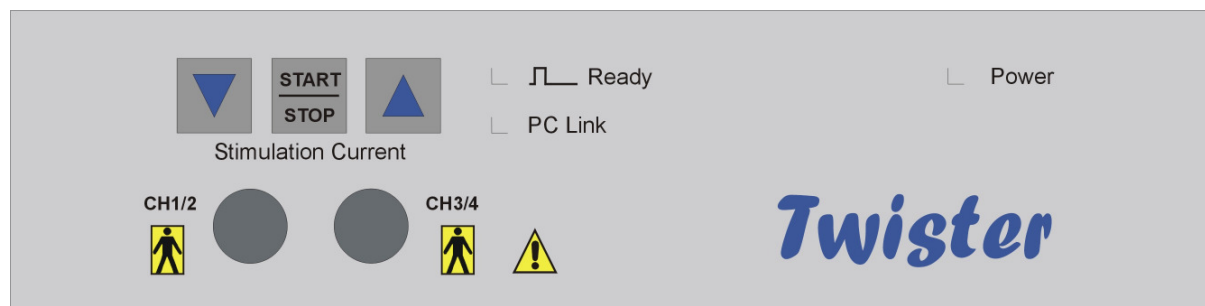 START
STOP
Stimulation Current
Ready
PC Link
Power
CH1/2
CH3/4
Twister